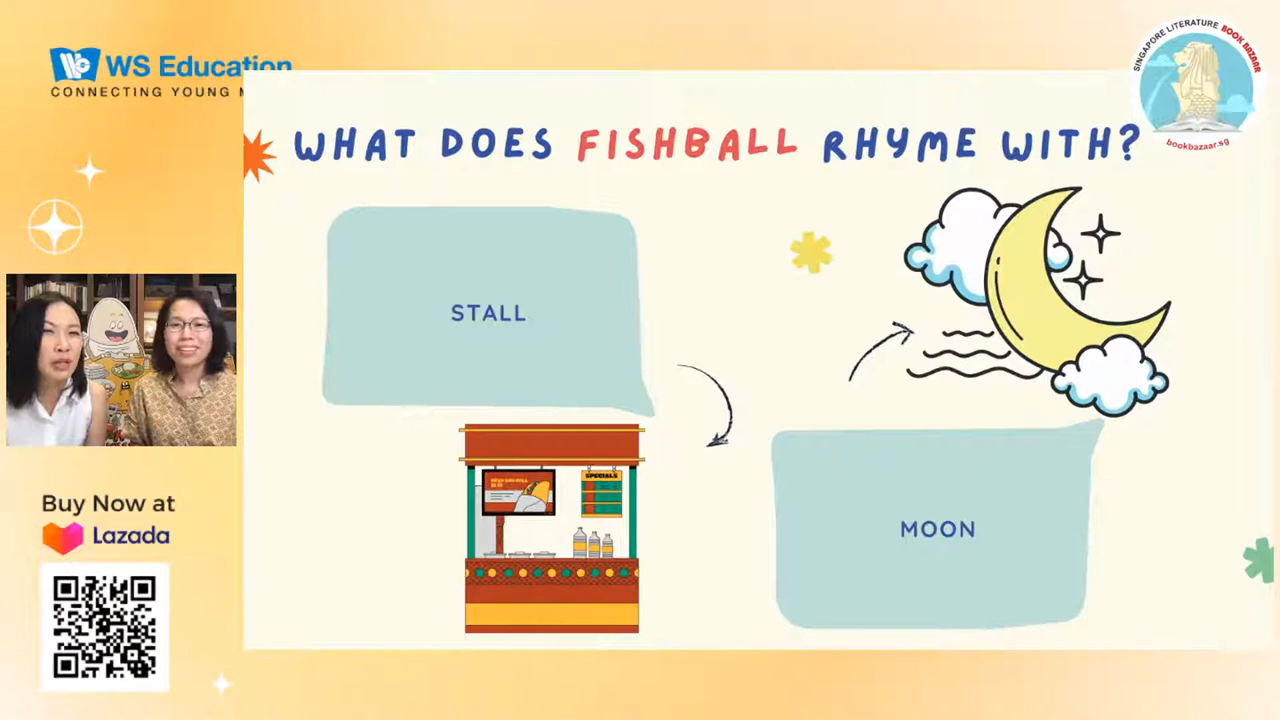 WS Education
CONNECTING YOUNG M
SINGAPORE LITERATURE BOOK BAZAAR
bookbazaar.sg
WHAT DOES FISHBALL RHYME WITH?
STALL
SPECIALS
MOON
Buy Now at
Lazada